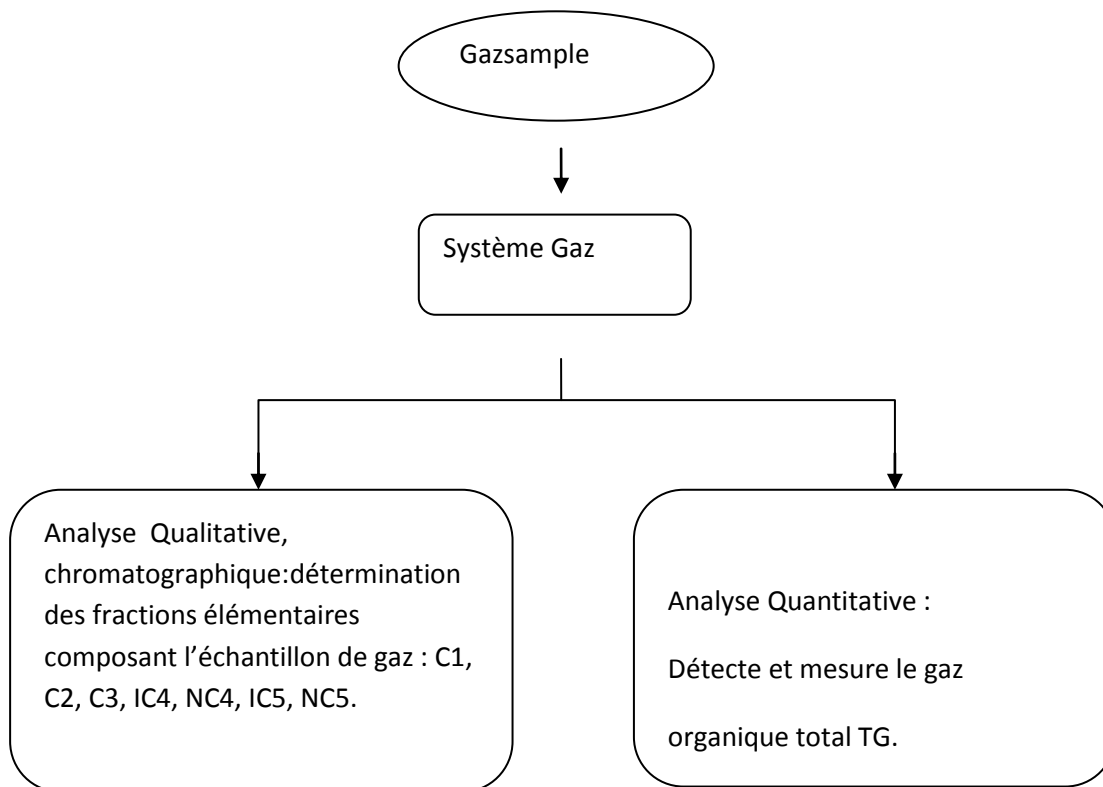 Gazsample
Système Gaz
Analyse Qualitative,
chromatographique:détermination
des fractions élémentaires
composant l’échantillon de gaz : C1,
C2, C3, IC4, NC4, IC5, NC5.
Analyse Quantitative :
Détecte et mesure le gaz
organique total TG.